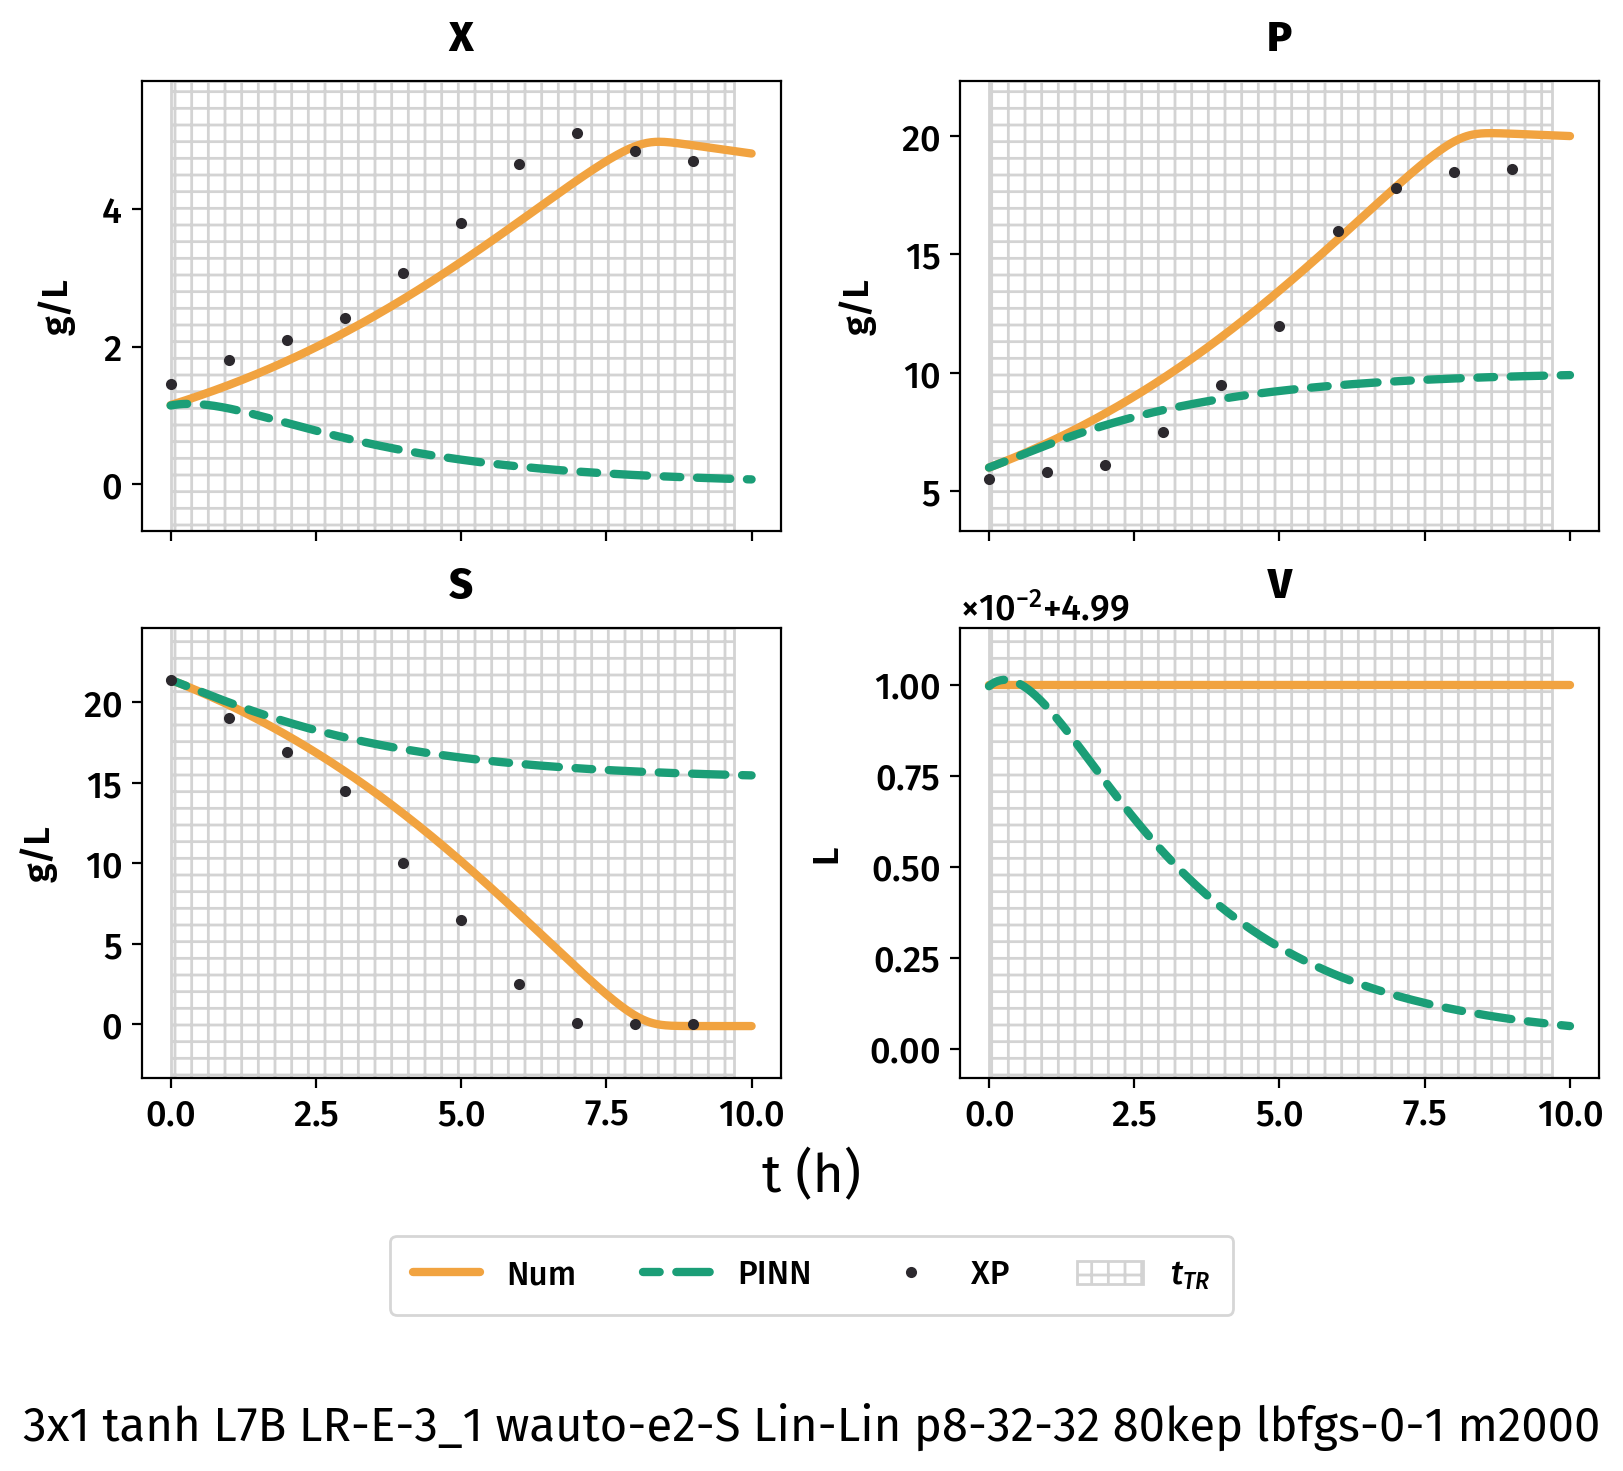 X
P
g/L
4
2
0
g/L
20
15
10
5
S
V
×10⁻²+4.99
g/L
20
15
10
5
0
L
1.00
0.75
0.50
0.25
0.00
0.0 2.5 5.0 7.5 10.0
0.0 2.5 5.0 7.5 10.0
t (h)
Num PINN XP t_TR
3x1 tanh L7B LR-E-3_1 wauto-e2-S Lin-Lin p8-32-32 80kep lbfgs-0-1 m2000